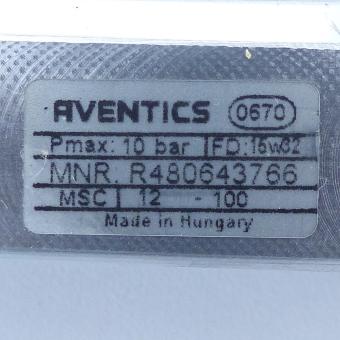 AVENTICS 0670
Pmax: 10 bar FD: 15w32
MNR: R480643766
MSC 12 - 100
Made in Hungary